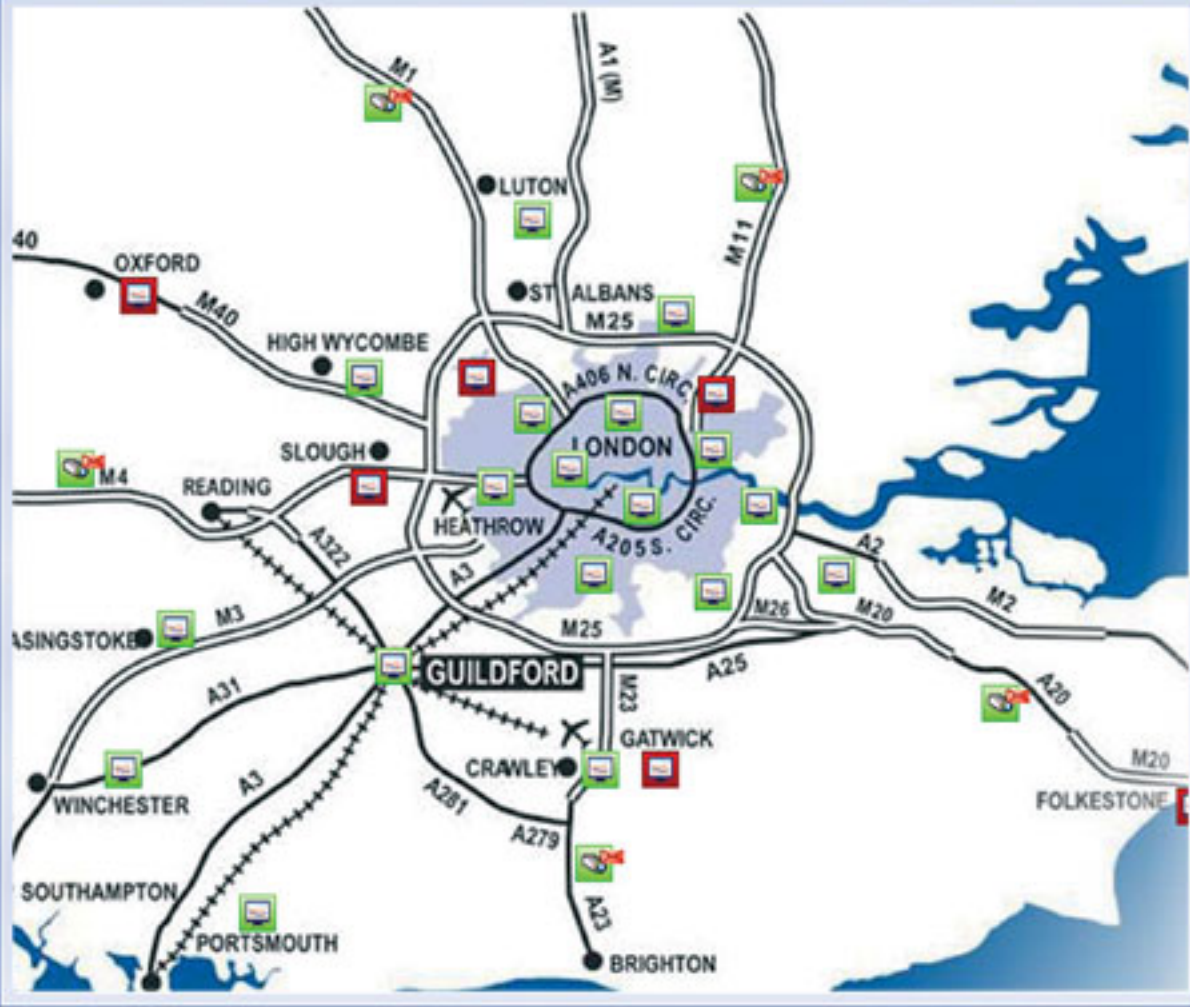 M1
A1 (M)
LUTON
M11
40
OXFORD
M40
ST ALBANS
M25
HIGH WYCOMBE
A406 N. CIRC.
LONDON
SLOUGH
M4
READING
HEATHROW
A205 S. CIRC.
A322
A3
A2
M2
M3
M26
M20
ASINGSTOKE
M25
GUILDFORD
A25
A31
M23
A20
GATWICK
CRAWLEY
M20
WINCHESTER
A3
A281
FOLKESTONE
A279
SOUTHAMPTON
A23
PORTSMOUTH
BRIGHTON